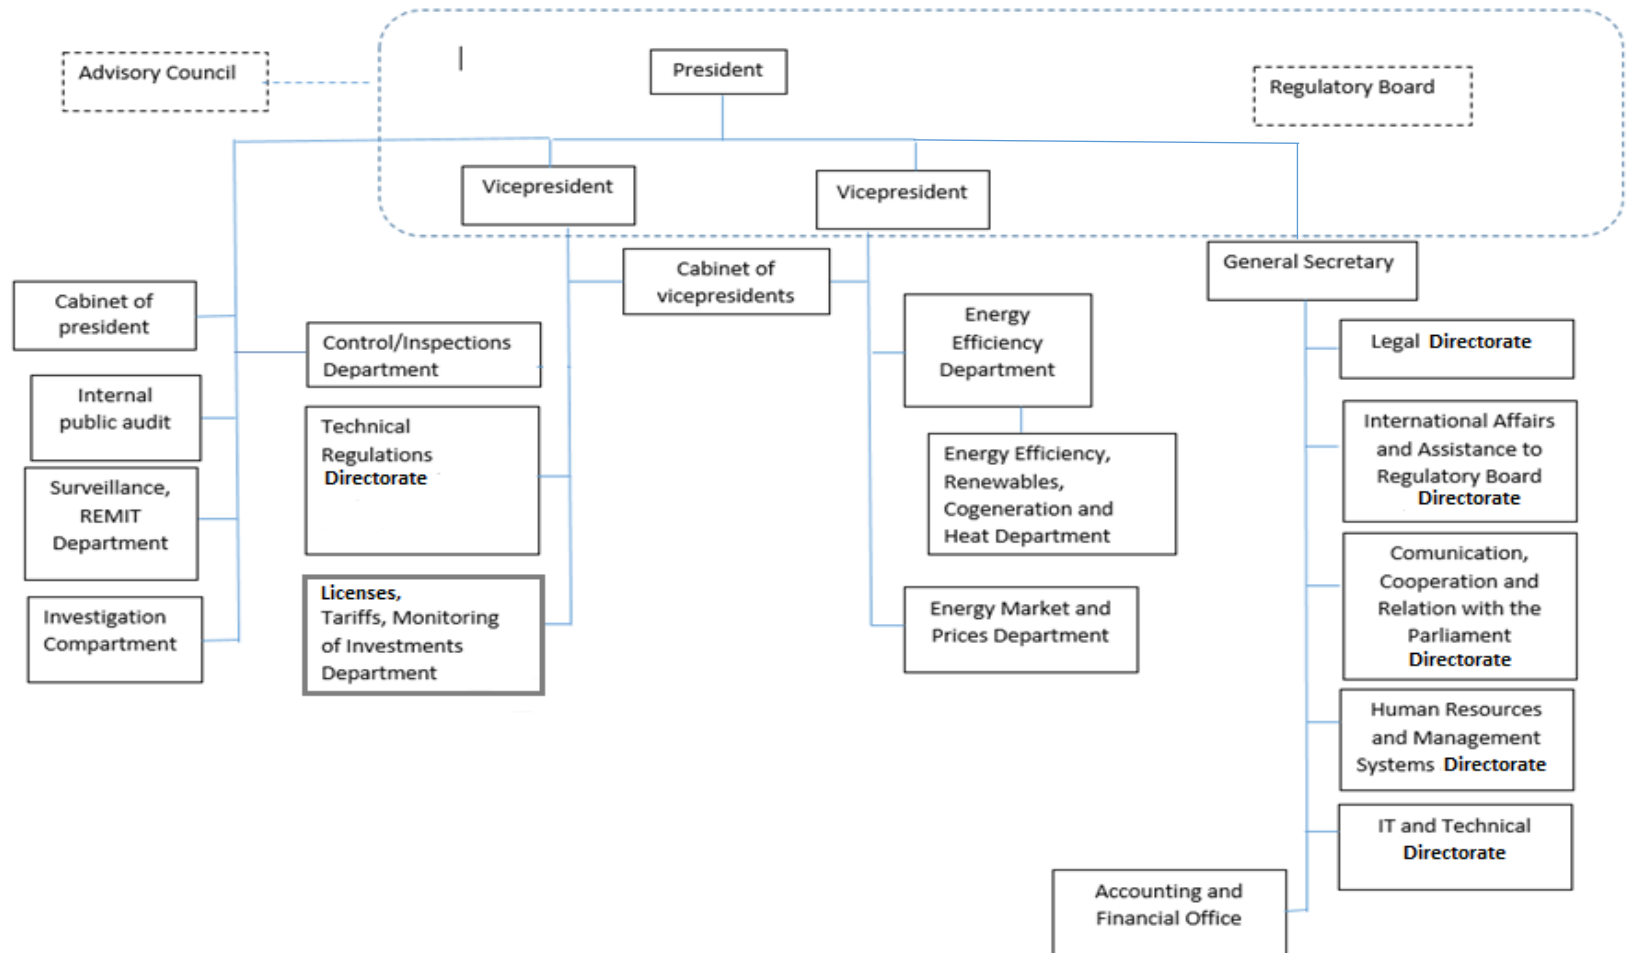 Advisory Council
President
Regulatory Board
Vicepresident
Vicepresident
Cabinet of
vicepresidents
General Secretary
Cabinet of
president
Internal
public audit
Surveillance,
REMIT
Department
Investigation
Compartment
Control/Inspections
Department
Technical
Regulations
Directorate
Licenses,
Tariffs, Monitoring
of Investments
Department
Energy
Efficiency
Department
Energy Efficiency,
Renewables,
Cogeneration and
Heat Department
Energy Market and
Prices Department
Legal Directorate
International Affairs
and Assistance to
Regulatory Board
Directorate
Comunication,
Cooperation and
Relation with the
Parliament
Directorate
Human Resources
and Management
Systems Directorate
IT and Technical
Directorate
Accounting and
Financial Office